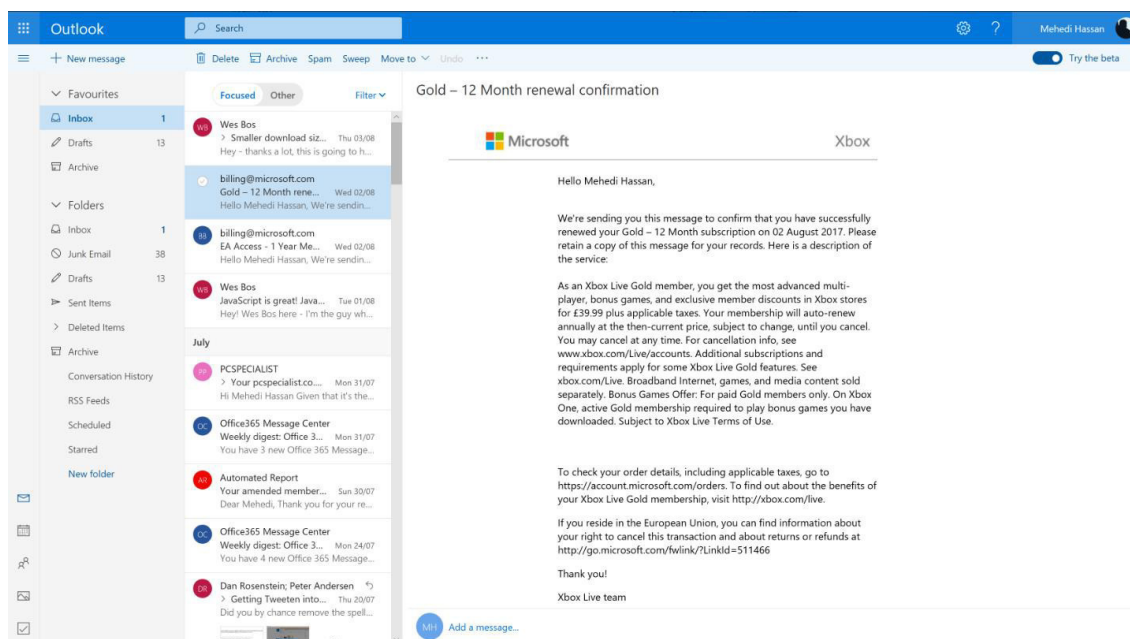 Outlook
Search
Mehedi Hassan
New message
Delete Archive Spam Sweep Move to Undo ...
Try the beta
Favourites
Inbox 1
Drafts 13
Archive
Folders
Inbox 1
Junk Email 38
Drafts 13
Sent Items
Deleted Items
Archive
Conversation History
RSS Feeds
Scheduled
Starred
New folder
Focused Other Filter
WB
Wes Bos
Smaller download siz... Thu 03/08
Hey - thanks a lot, this is going to h...
billing@microsoft.com
Gold – 12 Month rene... Wed 02/08
Hello Mehedi Hassan, We're sendin...
BB
billing@microsoft.com
EA Access - 1 Year Me... Wed 02/08
Hello Mehedi Hassan, We're sendin...
WB
Wes Bos
JavaScript is great! Java... Tue 01/08
Hey! Wes Bos here - I'm the guy wh...
July
PP
PCSPECIALIST
Your pcspecialist.co.... Mon 31/07
Hi Mehedi Hassan Given that it's the...
OC
Office365 Message Center
Weekly digest: Office 3... Mon 31/07
You have 3 new Office 365 Message...
AR
Automated Report
Your amended member... Sun 30/07
Dear Mehedi, Thank you for your re...
OC
Office365 Message Center
Weekly digest: Office 3... Mon 24/07
You have 4 new Office 365 Message...
DR
Dan Rosenstein; Peter Andersen
Getting Tweeten into... Thu 20/07
Did you by chance remove the spell...
Gold – 12 Month renewal confirmation
Microsoft Xbox
Hello Mehedi Hassan,
We're sending you this message to confirm that you have successfully
renewed your Gold – 12 Month subscription on 02 August 2017. Please
retain a copy of this message for your records. Here is a description of
the service:
As an Xbox Live Gold member, you get the most advanced multi-
player, bonus games, and exclusive member discounts in Xbox stores
for £39.99 plus applicable taxes. Your membership will auto-renew
annually at the then-current price, subject to change, until you cancel.
You may cancel at any time. For cancellation info, see
www.xbox.com/Live/accounts. Additional subscriptions and
requirements apply for some Xbox Live Gold features. See
xbox.com/Live. Broadband Internet, games, and media content sold
separately. Bonus Games Offer: For paid Gold members only. On Xbox
One, active Gold membership required to play bonus games you have
downloaded. Subject to Xbox Live Terms of Use.
To check your order details, including applicable taxes, go to
https://account.microsoft.com/orders. To find out about the benefits of
your Xbox Live Gold membership, visit http://xbox.com/live.
If you reside in the European Union, you can find information about
your right to cancel this transaction and about returns or refunds at
http://go.microsoft.com/fwlink/?LinkId=511466
Thank you!
Xbox Live team
MH
Add a message...